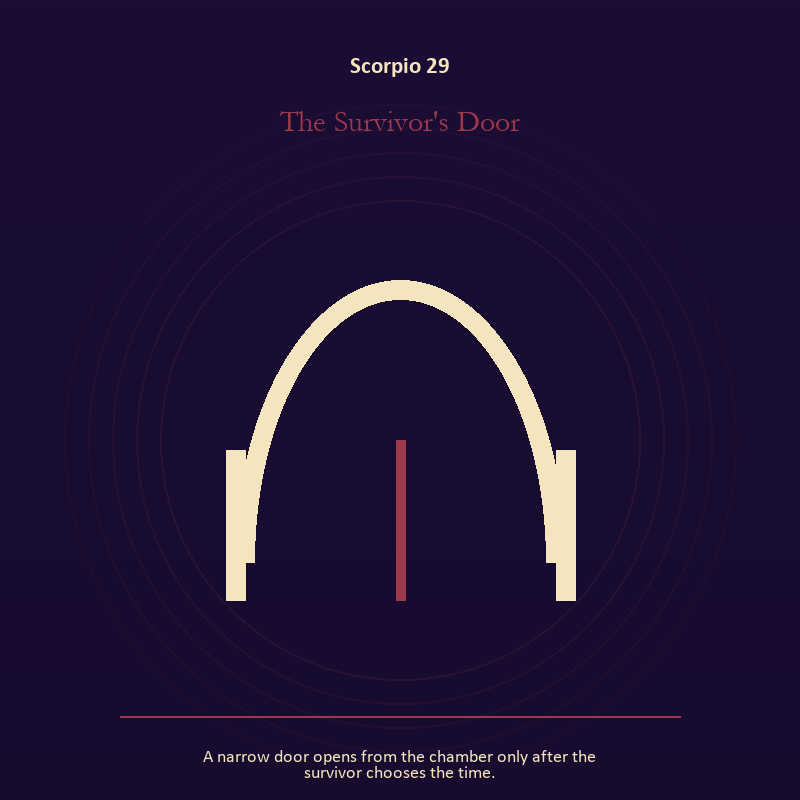 Scorpio 29
The Survivor's Door
A narrow door opens from the chamber only after the
survivor chooses the time.